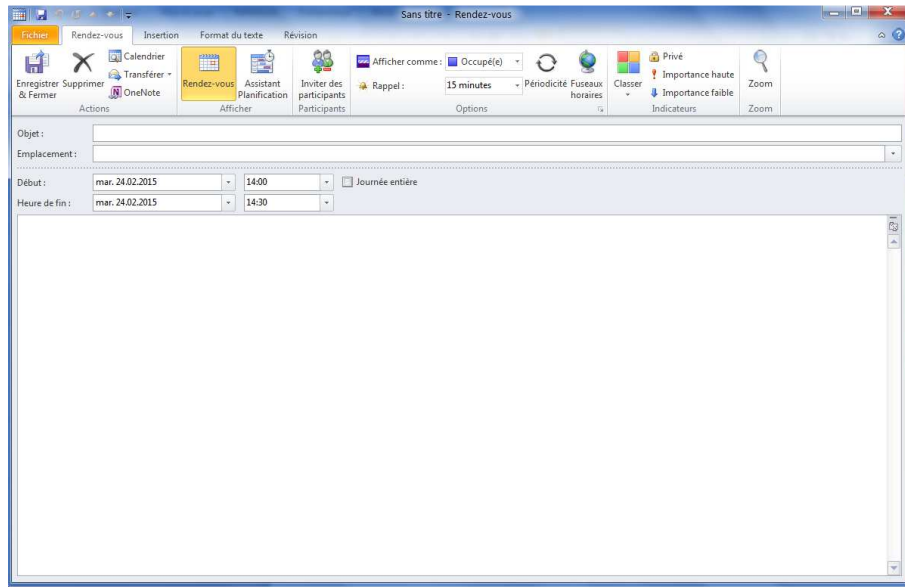 Sans titre - Rendez-vous
Fichier Rendez-vous Insertion Format du texte Révision
Enregistrer & Fermer
Supprimer
Calendrier
Transférer
OneNote
Actions
Rendez-vous
Assistant Planification
Afficher
Inviter des participants
Participants
Afficher comme : Occupé(e)
Rappel : 15 minutes
Périodicité
Fuseaux horaires
Options
Classer
Privé
Importance haute
Importance faible
Indicateurs
Zoom
Zoom
Objet :
Emplacement :
Début : mar. 24.02.2015 14:00 Journée entière
Heure de fin : mar. 24.02.2015 14:30